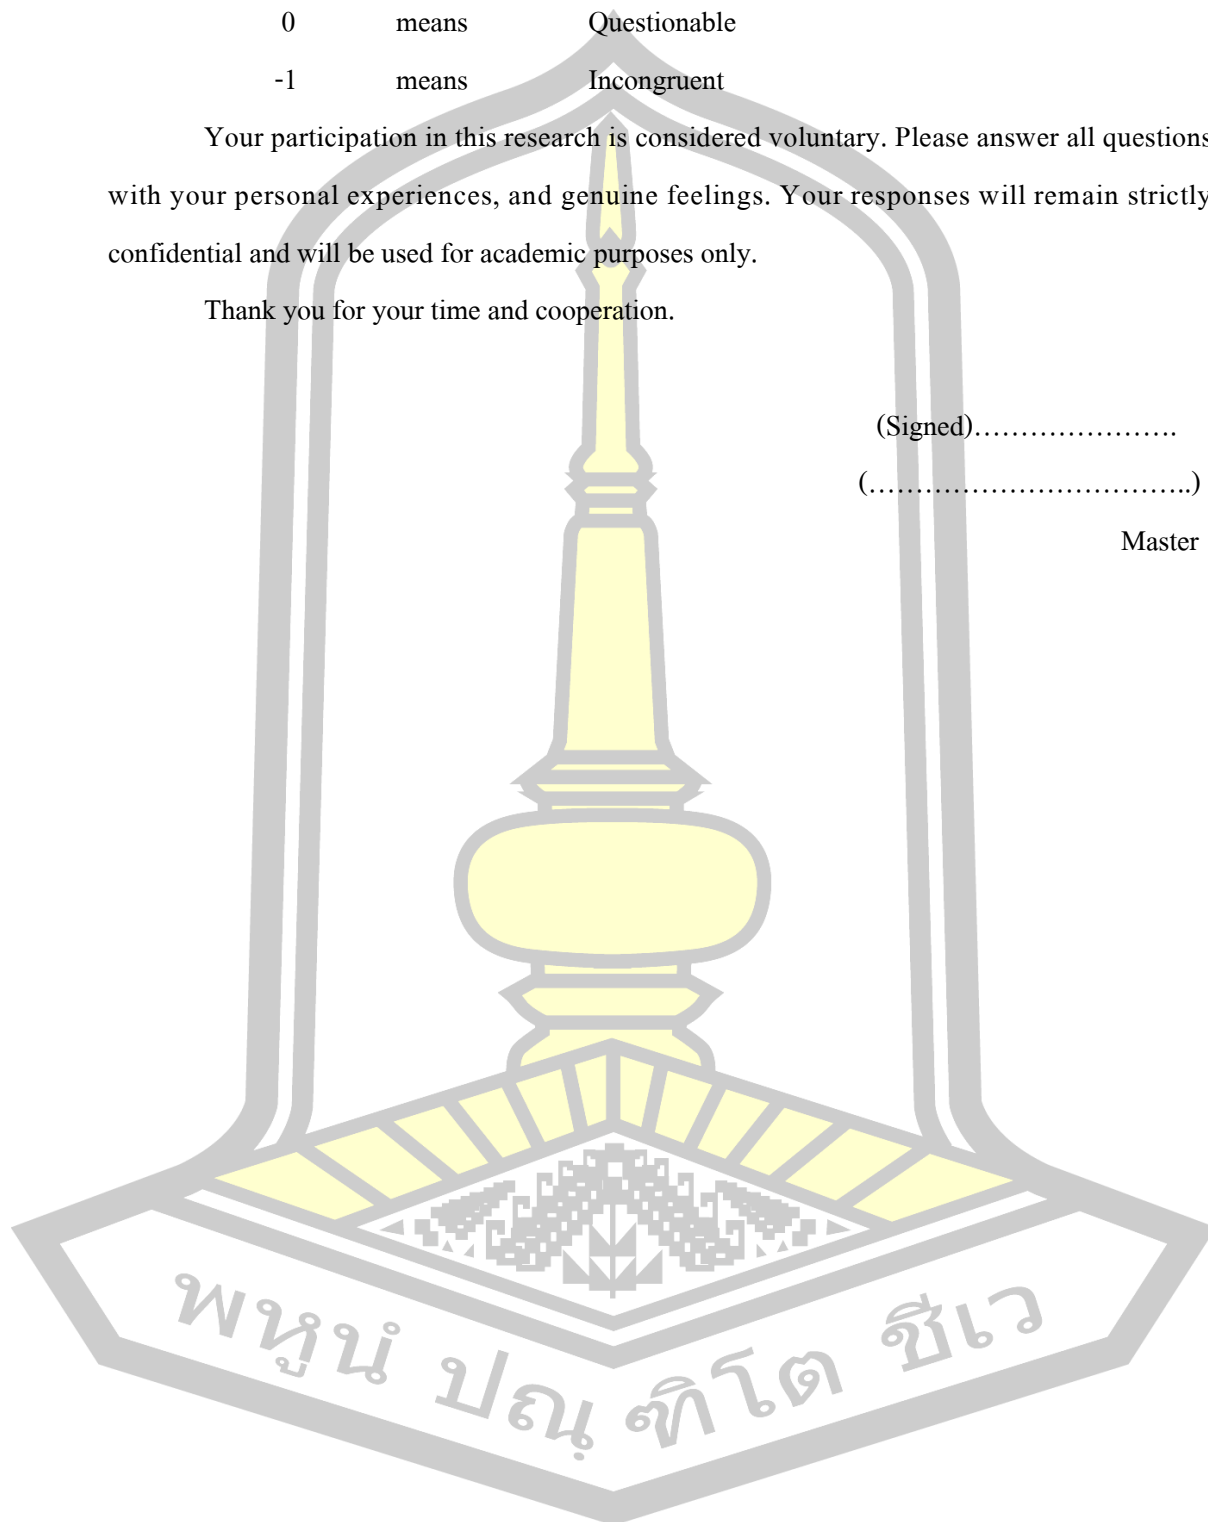 0 means Questionable
-1 means Incongruent
Your participation in this research is considered voluntary. Please answer all questions
with your personal experiences, and genuine feelings. Your responses will remain strictly
confidential and will be used for academic purposes only.
Thank you for your time and cooperation.
(Signed)………………….
(……………………………..)
Master
พหูนํ ปณฺฑิโต ชีเว